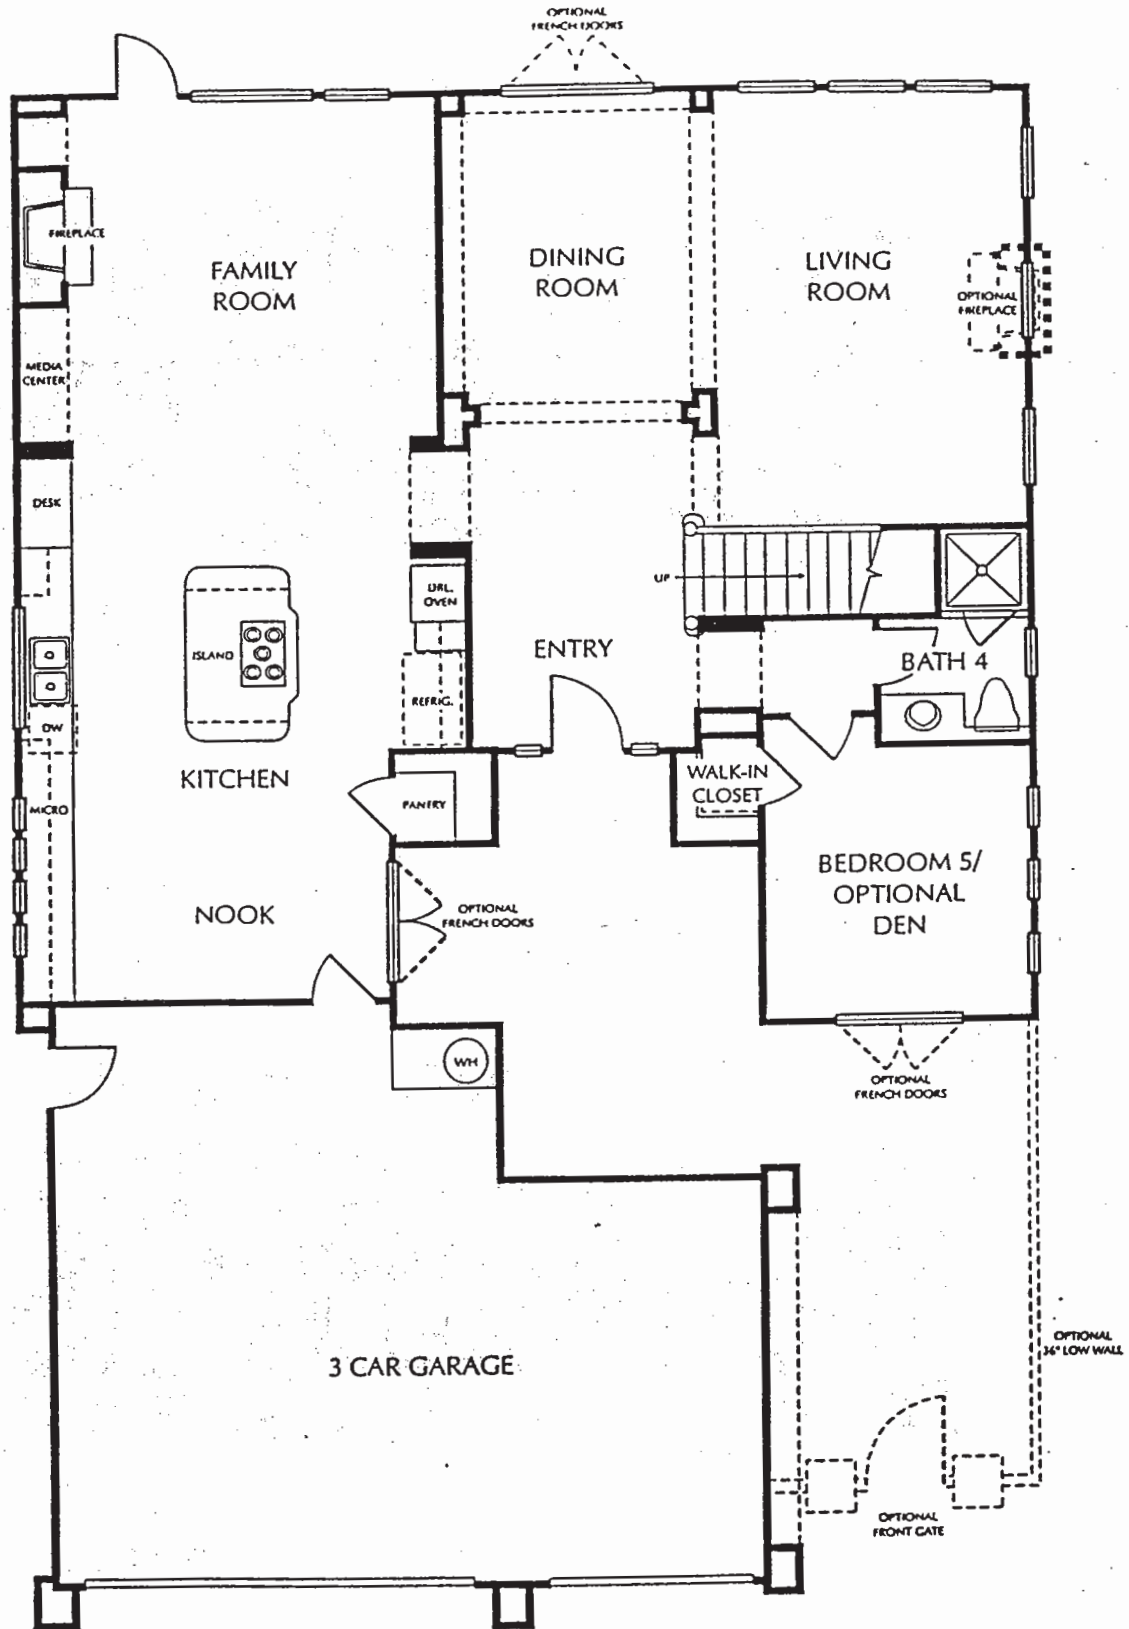 OPTIONAL
FRENCH DOORS
FIREPLACE
FAMILY
ROOM
DINING
ROOM
LIVING
ROOM
OPTIONAL
FIREPLACE
MEDIA
CENTER
DESK
DBL.
OVEN
UP
ISLAND
ENTRY
BATH 4
REFRIG.
DW
KITCHEN
WALK-IN
CLOSET
MICRO
PANTRY
BEDROOM 5/
OPTIONAL
DEN
NOOK
OPTIONAL
FRENCH DOORS
WH
OPTIONAL
FRENCH DOORS
3 CAR GARAGE
OPTIONAL
36" LOW WALL
OPTIONAL
FRONT GATE